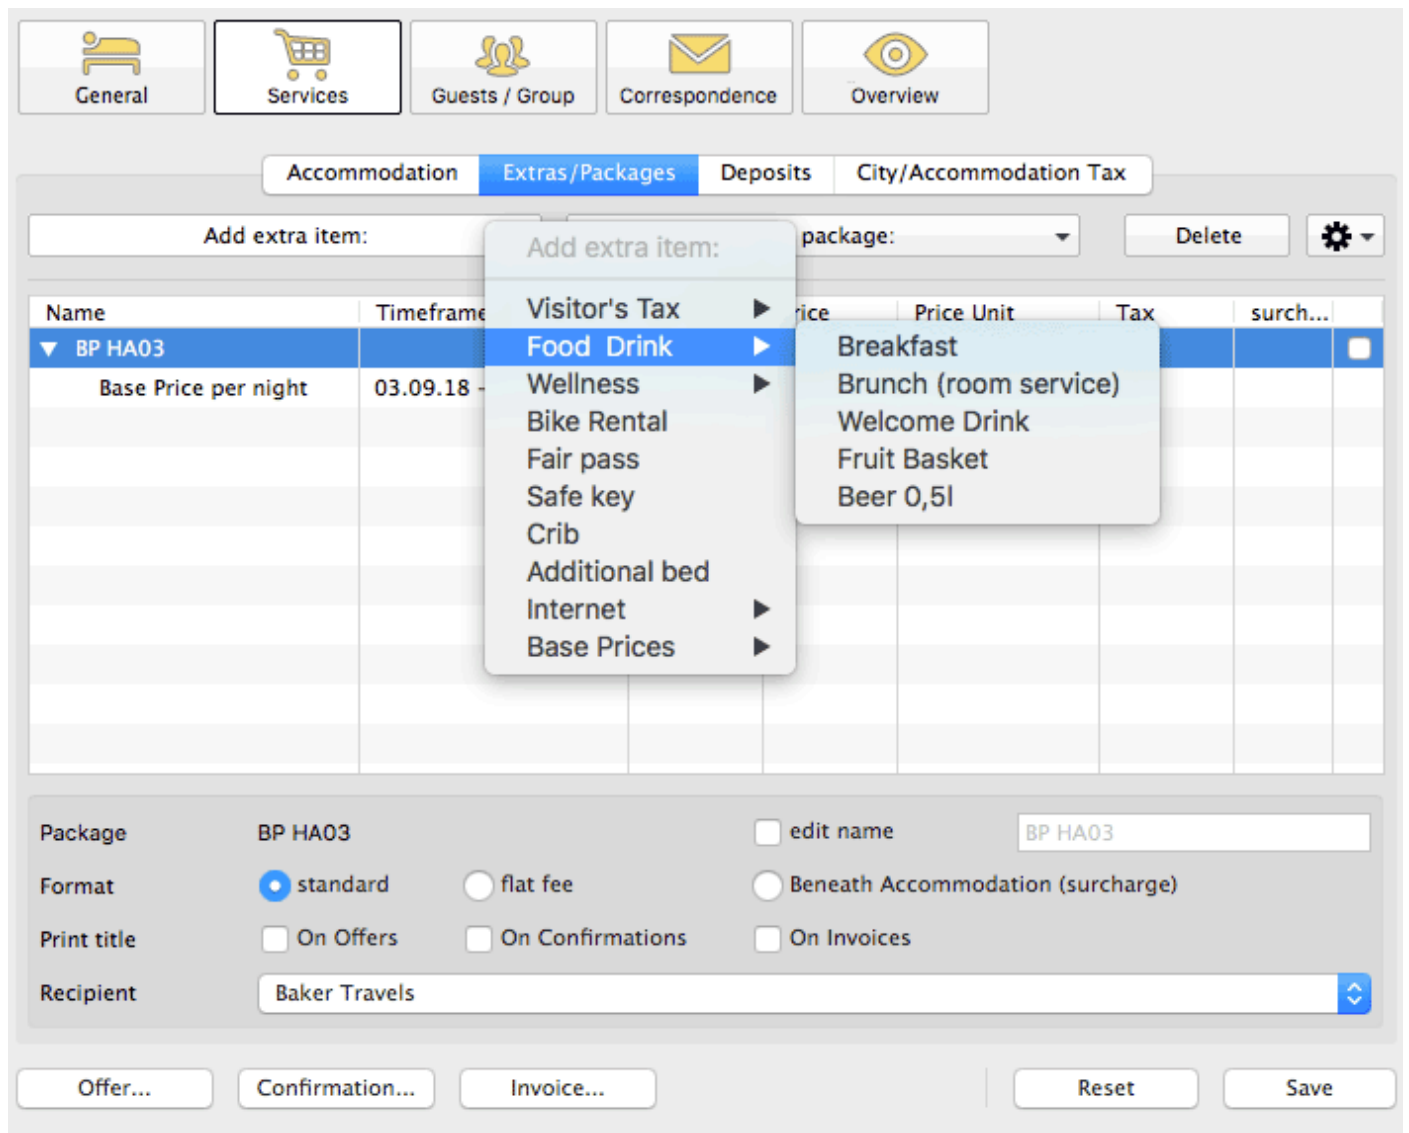 General
Services
Guests / Group
Correspondence
Overview
Accommodation Extras/Packages Deposits City/Accommodation Tax
Add extra item: package: Delete
Add extra item:
Name Timeframe rice Price Unit Tax surch...
Visitor's Tax
BP HA03
Food  Drink
Breakfast
Base Price per night 03.09.18 -
Wellness
Brunch (room service)
Bike Rental
Welcome Drink
Fair pass
Fruit Basket
Safe key
Beer 0,5l
Crib
Additional bed
Internet
Base Prices
Package BP HA03 edit name BP HA03
Format standard flat fee Beneath Accommodation (surcharge)
Print title On Offers On Confirmations On Invoices
Recipient Baker Travels
Offer... Confirmation... Invoice... Reset Save